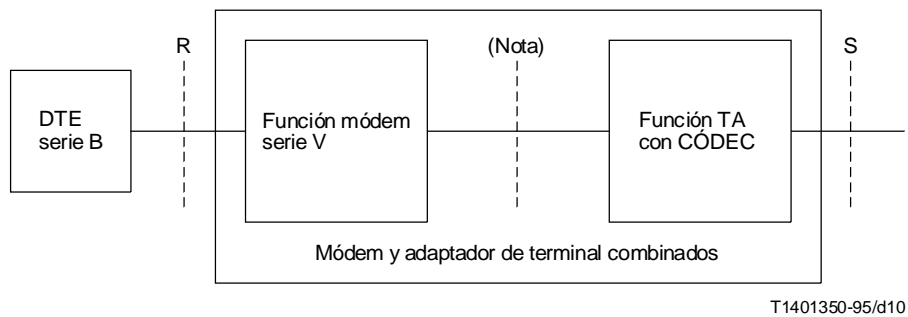 R
(Nota)
S
DTE
serie B
Función módem
serie V
Función TA
con CÓDEC
Módem y adaptador de terminal combinados
T1401350-95/d10